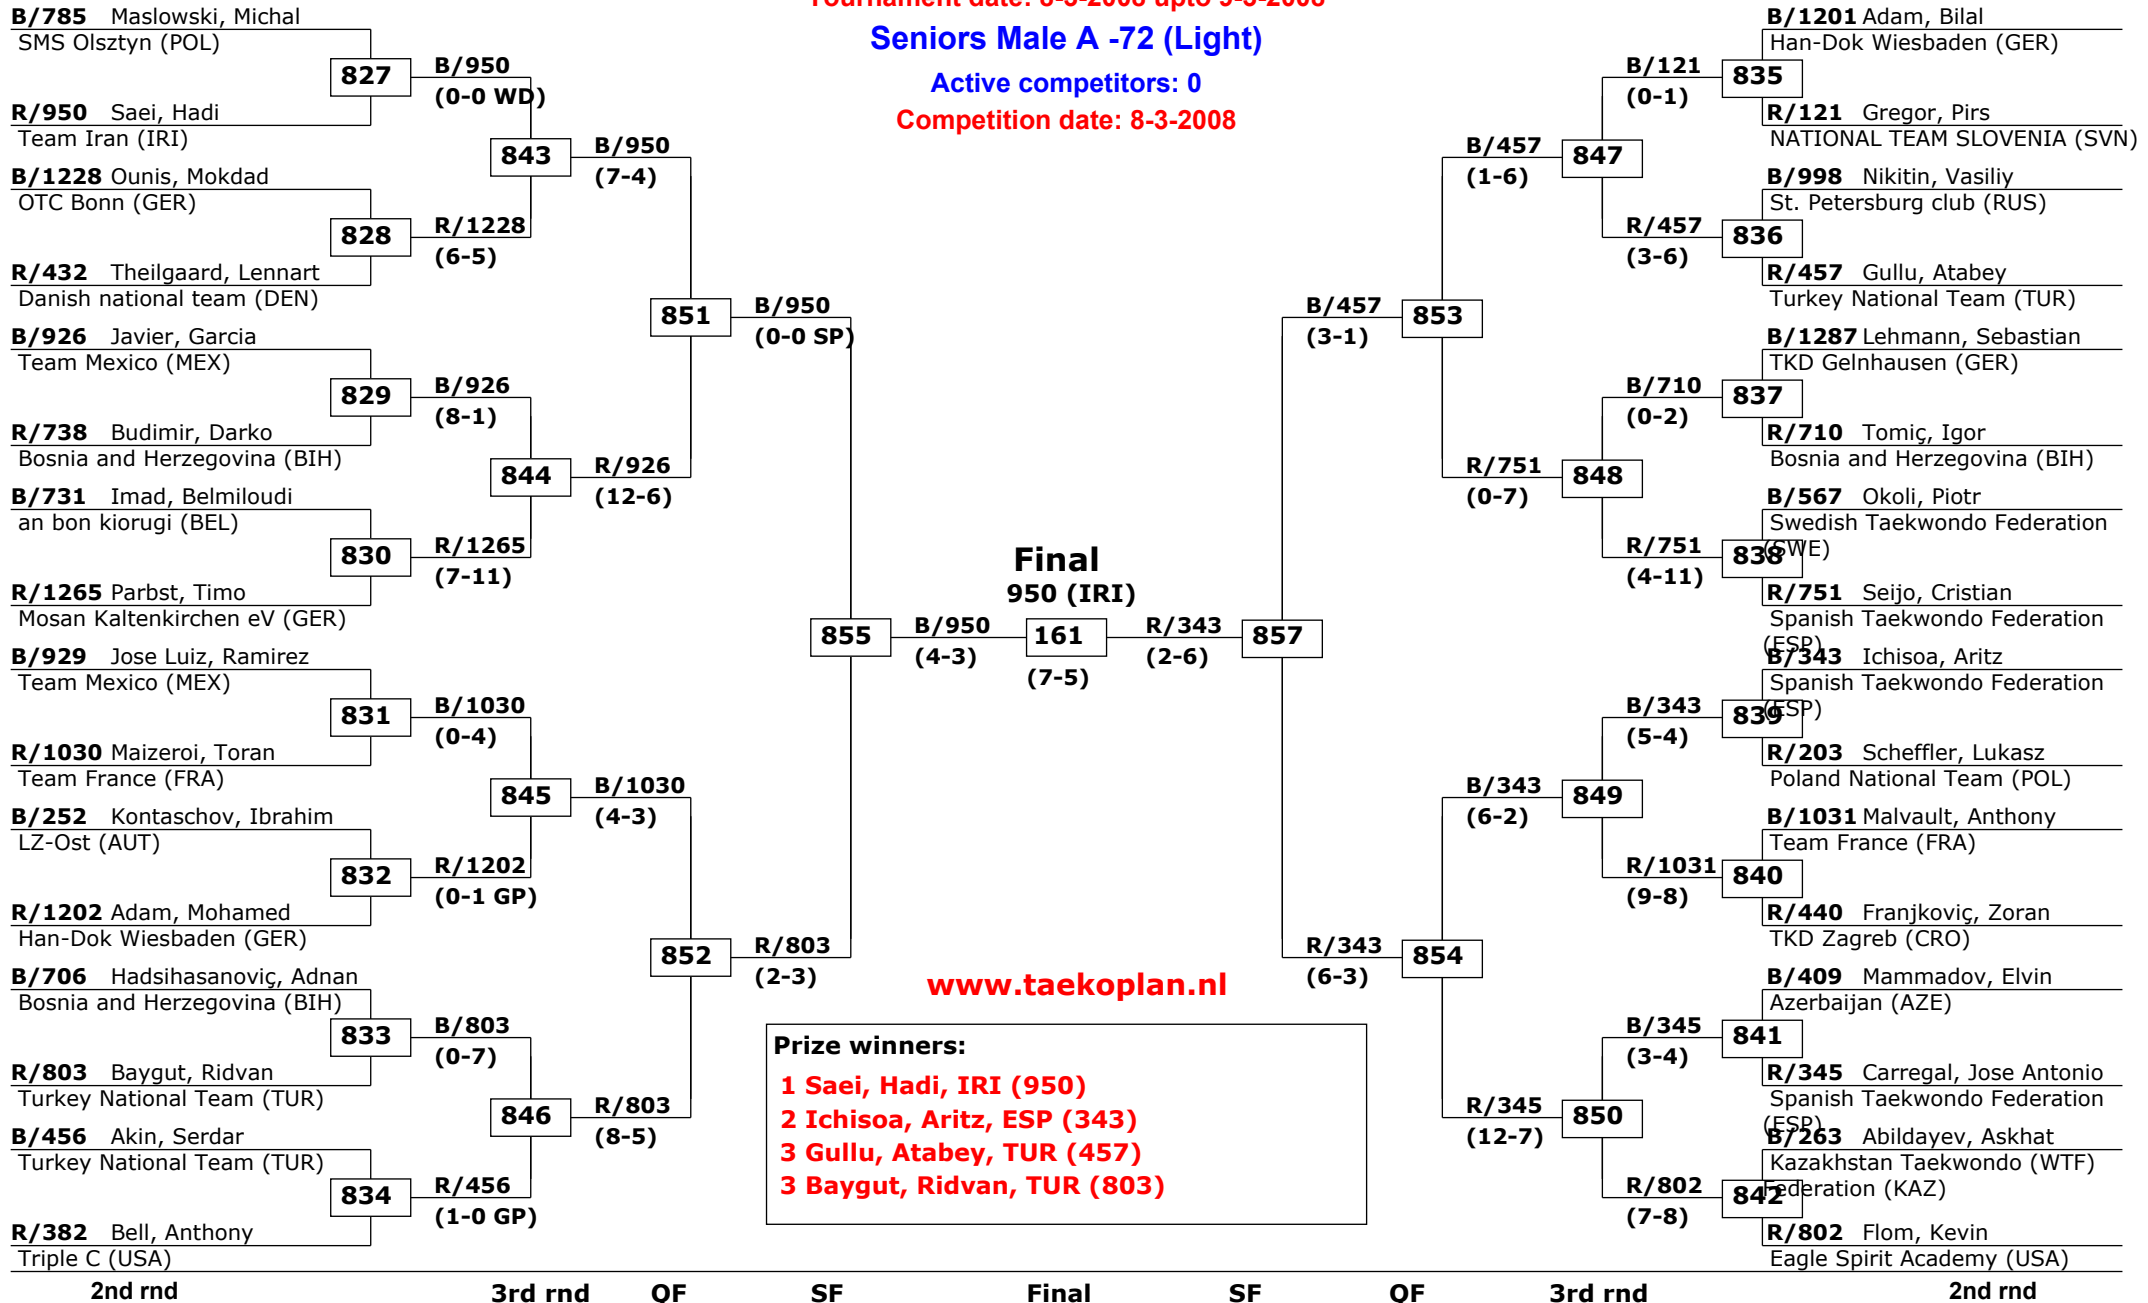 Tournament date: 8-3-2008 upto 9-3-2008
Seniors Male A -72 (Light)
Active competitors: 0
Competition date: 8-3-2008
B/785 Maslowski, Michal
SMS Olsztyn (POL)
827
R/950 Saei, Hadi
Team Iran (IRI)
B/1228 Ounis, Mokdad
OTC Bonn (GER)
828
R/432 Theilgaard, Lennart
Danish national team (DEN)
B/926 Javier, Garcia
Team Mexico (MEX)
829
R/738 Budimir, Darko
Bosnia and Herzegovina (BIH)
B/731 Imad, Belmiloudi
an bon kiorugi (BEL)
830
R/1265 Parbst, Timo
Mosan Kaltenkirchen eV (GER)
B/929 Jose Luiz, Ramirez
Team Mexico (MEX)
831
R/1030 Maizeroi, Toran
Team France (FRA)
B/252 Kontaschov, Ibrahim
LZ-Ost (AUT)
832
R/1202 Adam, Mohamed
Han-Dok Wiesbaden (GER)
B/706 Hadsihasanoviç, Adnan
Bosnia and Herzegovina (BIH)
833
R/803 Baygut, Ridvan
Turkey National Team (TUR)
B/456 Akin, Serdar
Turkey National Team (TUR)
834
R/382 Bell, Anthony
Triple C (USA)
B/950
(0-0 WD)
843
R/1228
(6-5)
B/926
(8-1)
844
R/1265
(7-11)
B/1030
(0-4)
845
R/1202
(0-1 GP)
B/803
(0-7)
846
R/456
(1-0 GP)
B/950
(7-4)
851
R/926
(12-6)
B/1030
(4-3)
852
R/803
(8-5)
B/950
(0-0 SP)
855
R/803
(2-3)
Final
950 (IRI)
B/950
(4-3)
161
(7-5)
R/343
(2-6)
857
B/457
(3-1)
853
R/343
(6-3)
854
B/457
(1-6)
847
R/751
(0-7)
848
B/343
(6-2)
849
R/345
(12-7)
850
B/121
(0-1)
R/457
(3-6)
B/710
(0-2)
R/751
(4-11)
B/343
(5-4)
R/1031
(9-8)
B/345
(3-4)
R/802
(7-8)
B/1201 Adam, Bilal
Han-Dok Wiesbaden (GER)
835
R/121 Gregor, Pirs
NATIONAL TEAM SLOVENIA (SVN)
B/998 Nikitin, Vasiliy
St. Petersburg club (RUS)
836
R/457 Gullu, Atabey
Turkey National Team (TUR)
B/1287 Lehmann, Sebastian
TKD Gelnhausen (GER)
837
R/710 Tomiç, Igor
Bosnia and Herzegovina (BIH)
B/567 Okoli, Piotr
Swedish Taekwondo Federation
(SWE)
838
R/751 Seijo, Cristian
Spanish Taekwondo Federation
(ESP)
B/343 Ichisoa, Aritz
Spanish Taekwondo Federation
(ESP)
839
R/203 Scheffler, Lukasz
Poland National Team (POL)
B/1031 Malvault, Anthony
Team France (FRA)
840
R/440 Franjkoviç, Zoran
TKD Zagreb (CRO)
B/409 Mammadov, Elvin
Azerbaijan (AZE)
841
R/345 Carregal, Jose Antonio
Spanish Taekwondo Federation
(ESP)
B/263 Abildayev, Askhat
Kazakhstan Taekwondo (WTF)
Federation (KAZ)
842
R/802 Flom, Kevin
Eagle Spirit Academy (USA)
www.taekoplan.nl
Prize winners:
1 Saei, Hadi, IRI (950)
2 Ichisoa, Aritz, ESP (343)
3 Gullu, Atabey, TUR (457)
3 Baygut, Ridvan, TUR (803)
2nd rnd 3rd rnd QF SF Final SF QF 3rd rnd 2nd rnd